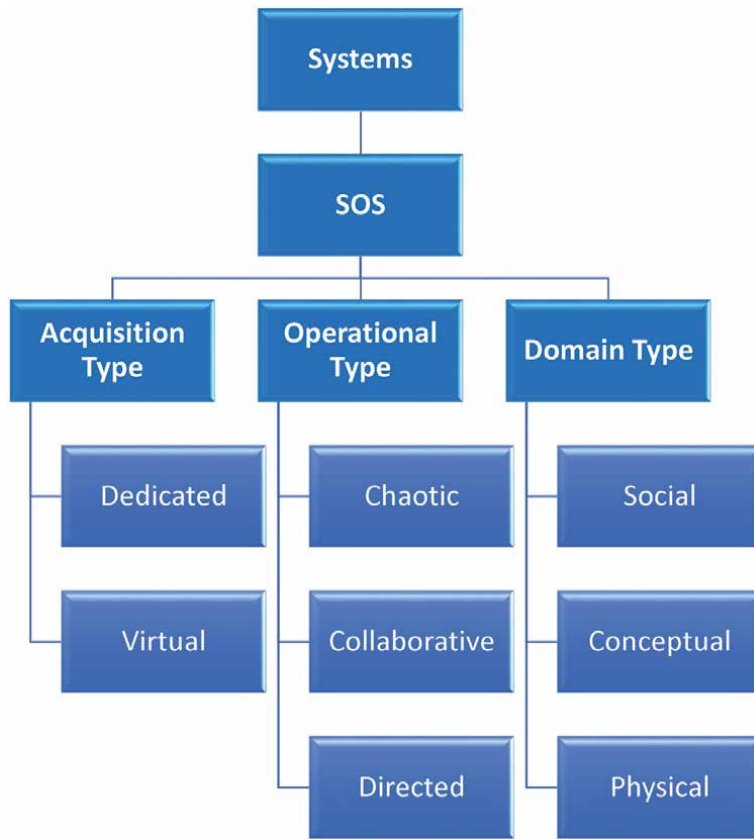 Systems
SOS
Acquisition
Type
Operational
Type
Domain Type
Dedicated
Chaotic
Social
Virtual
Collaborative
Conceptual
Directed
Physical